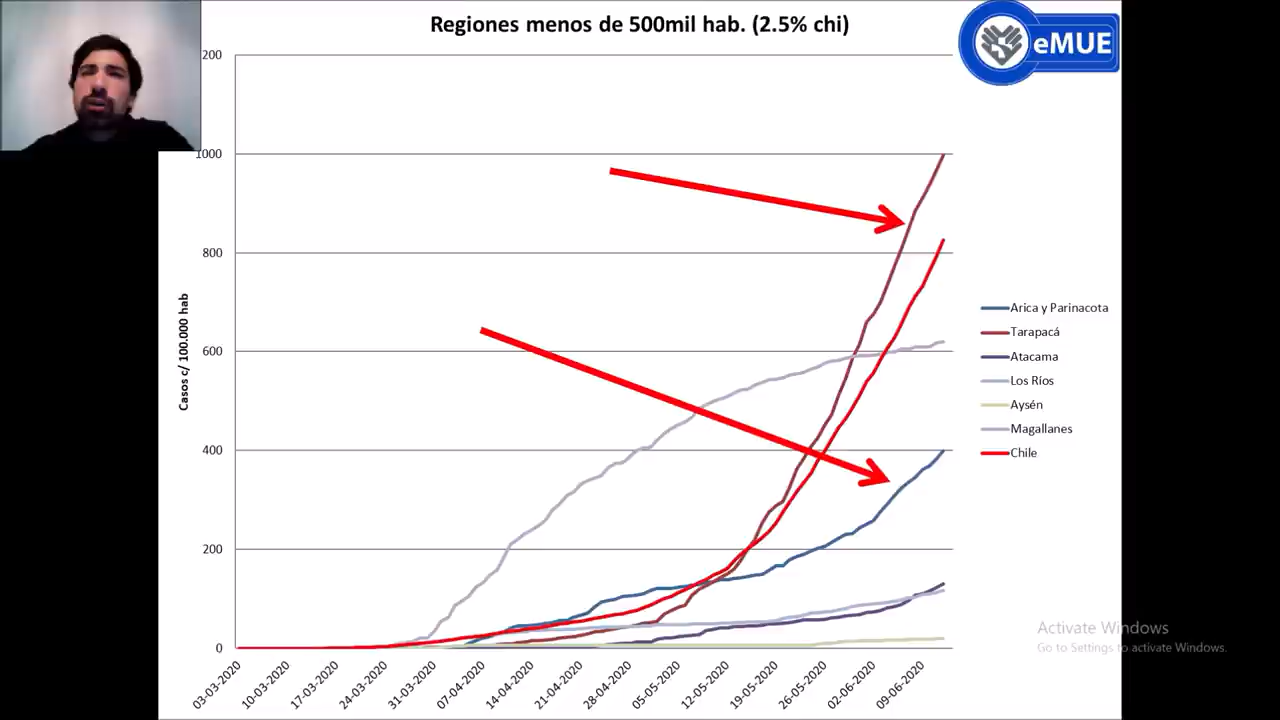 Regiones menos de 500mil hab. (2.5% chi)
eMUE
200
1000
800
600
400
200
0
Casos c/ 100.000 hab
03-03-2020
10-03-2020
17-03-2020
24-03-2020
31-03-2020
07-04-2020
14-04-2020
21-04-2020
28-04-2020
05-05-2020
12-05-2020
19-05-2020
26-05-2020
02-06-2020
09-06-2020
Arica y Parinacota
Tarapacá
Atacama
Los Ríos
Aysén
Magallanes
Chile
Activate Windows
Go to Settings to activate Windows.